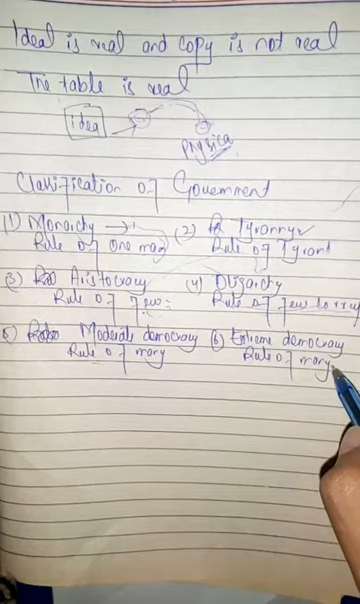 Ideal is real and copy is not real
The table is real
idea
Physica
Classification of Government
(1) Monarchy → (2) Tyranny
Rule of one man Rule of Tyrant
(3) Aristocracy (4) Oligarchy
Rule of few Rule of few
(5) Moderate democracy (6) Extreme democracy
Rule of many Rule of many